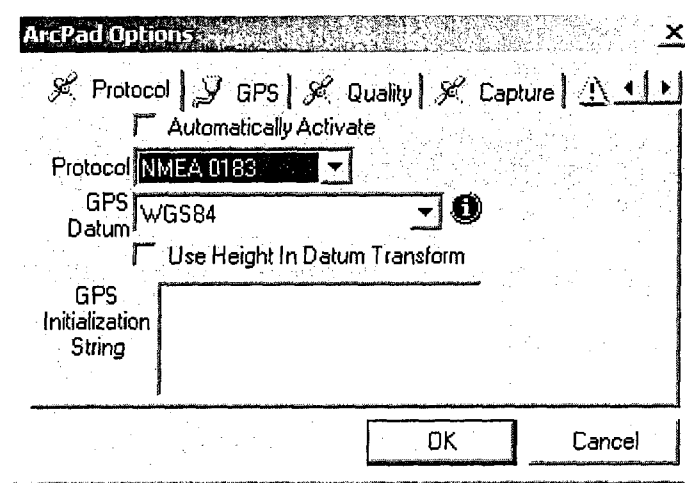 ArcPad Options
Protocol GPS Quality Capture
Automatically Activate
Protocol NMEA 0183
GPS Datum WGS84
Use Height In Datum Transform
GPS Initialization String
OK Cancel